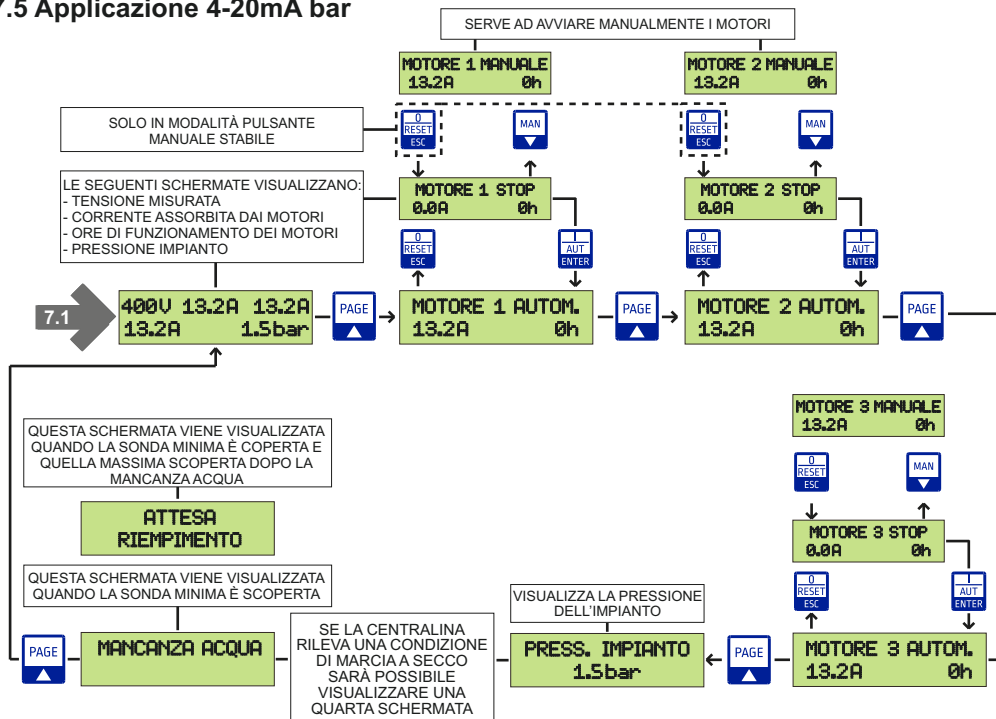 7.5 Applicazione 4-20mA bar
SERVE AD AVVIARE MANUALMENTE I MOTORI
MOTORE 1 MANUALE
13.2A 0h
MOTORE 2 MANUALE
13.2A 0h
SOLO IN MODALITÀ PULSANTE
MANUALE STABILE
0
RESET
ESC
MAN
0
RESET
ESC
MAN
LE SEGUENTI SCHERMATE VISUALIZZANO:
- TENSIONE MISURATA
- CORRENTE ASSORBITA DAI MOTORI
- ORE DI FUNZIONAMENTO DEI MOTORI
- PRESSIONE IMPIANTO
MOTORE 1 STOP
0.0A 0h
MOTORE 2 STOP
0.0A 0h
0
RESET
ESC
I
AUT
ENTER
0
RESET
ESC
I
AUT
ENTER
7.1
400V 13.2A 13.2A
13.2A 1.5bar
PAGE
MOTORE 1 AUTOM.
13.2A 0h
PAGE
MOTORE 2 AUTOM.
13.2A 0h
PAGE
MOTORE 3 MANUALE
13.2A 0h
QUESTA SCHERMATA VIENE VISUALIZZATA
QUANDO LA SONDA MINIMA È COPERTA E
QUELLA MASSIMA SCOPERTA DOPO LA
MANCANZA ACQUA
0
RESET
ESC
MAN
ATTESA
RIEMPIMENTO
MOTORE 3 STOP
0.0A 0h
QUESTA SCHERMATA VIENE VISUALIZZATA
QUANDO LA SONDA MINIMA È SCOPERTA
VISUALIZZA LA PRESSIONE
DELL'IMPIANTO
0
RESET
ESC
I
AUT
ENTER
PAGE
MANCANZA ACQUA
SE LA CENTRALINA
RILEVA UNA CONDIZIONE
DI MARCIA A SECCO
SARÀ POSSIBILE
VISUALIZZARE UNA
QUARTA SCHERMATA
PRESS. IMPIANTO
1.5bar
PAGE
MOTORE 3 AUTOM.
13.2A 0h